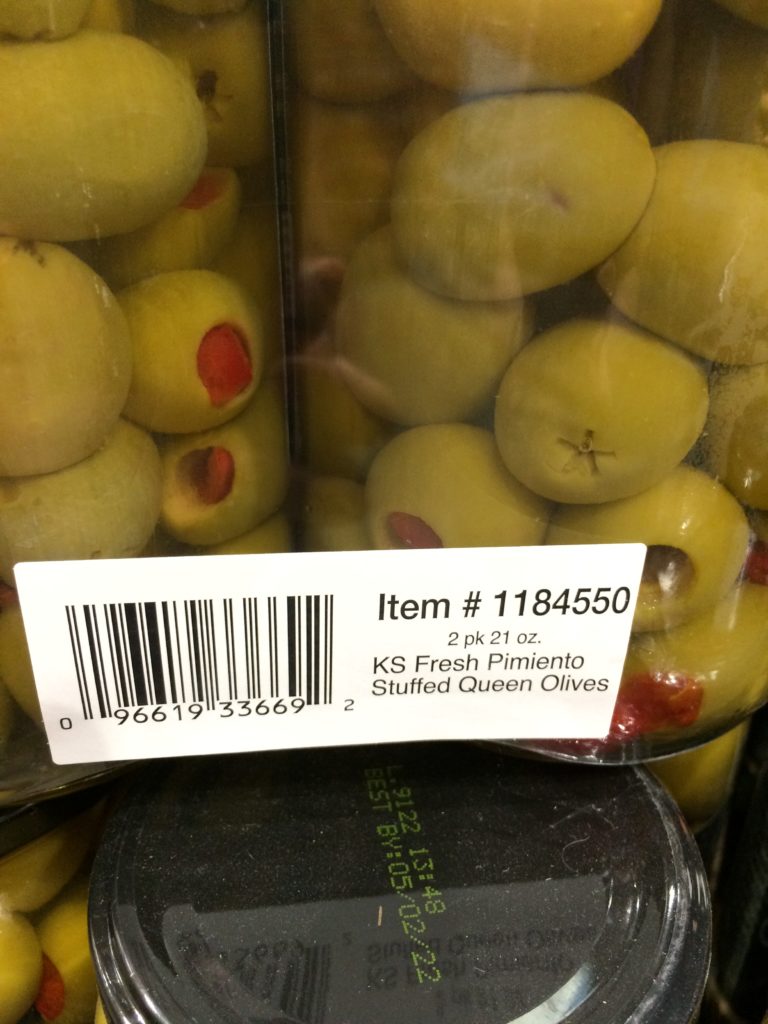 Item # 1184550
2 pk 21 oz.
KS Fresh Pimiento
Stuffed Queen Olives
0 96619 33669 2
L.9122 13:48
BEST BY:05/02/22